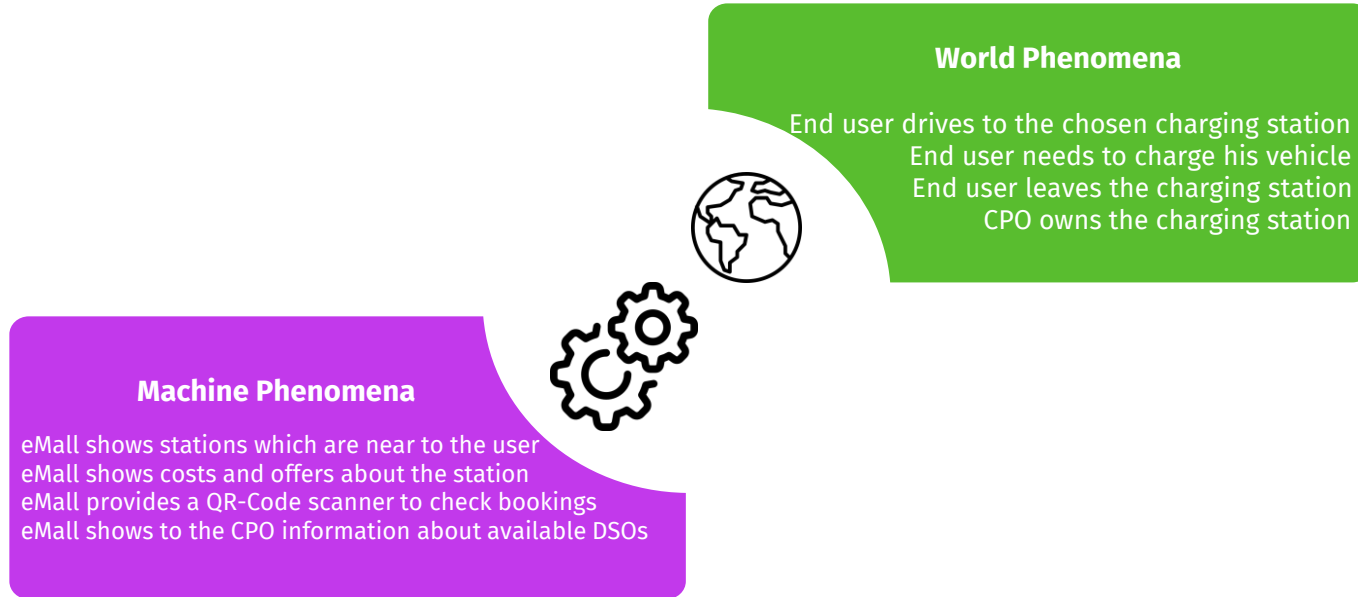 World Phenomena
End user drives to the chosen charging station
End user needs to charge his vehicle
End user leaves the charging station
CPO owns the charging station
Machine Phenomena
eMall shows stations which are near to the user
eMall shows costs and offers about the station
eMall provides a QR-Code scanner to check bookings
eMall shows to the CPO information about available DSOs